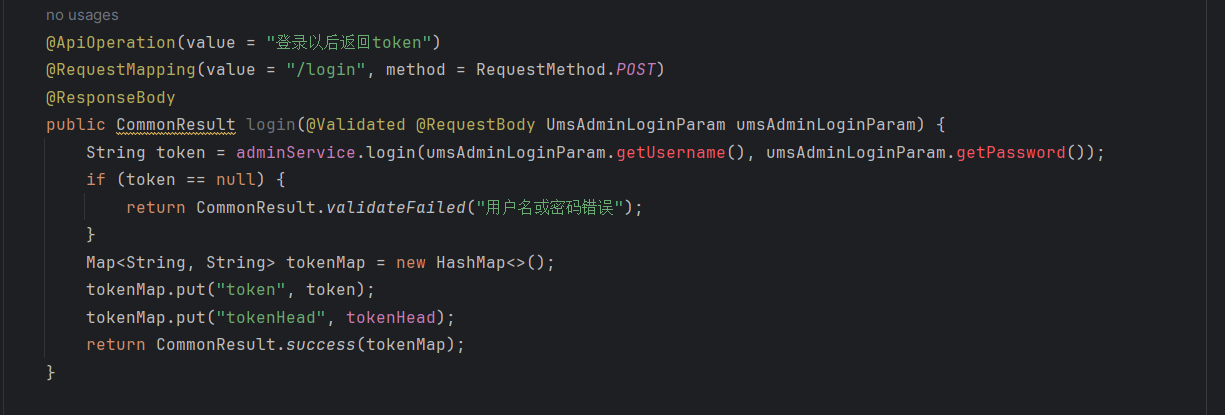 no usages
@ApiOperation(value = "登录以后返回token")
@RequestMapping(value = "/login", method = RequestMethod.POST)
@ResponseBody
public CommonResult login(@Validated @RequestBody UmsAdminLoginParam umsAdminLoginParam) {
    String token = adminService.login(umsAdminLoginParam.getUsername(), umsAdminLoginParam.getPassword());
    if (token == null) {
        return CommonResult.validateFailed("用户名或密码错误");
    }
    Map<String, String> tokenMap = new HashMap<>();
    tokenMap.put("token", token);
    tokenMap.put("tokenHead", tokenHead);
    return CommonResult.success(tokenMap);
}